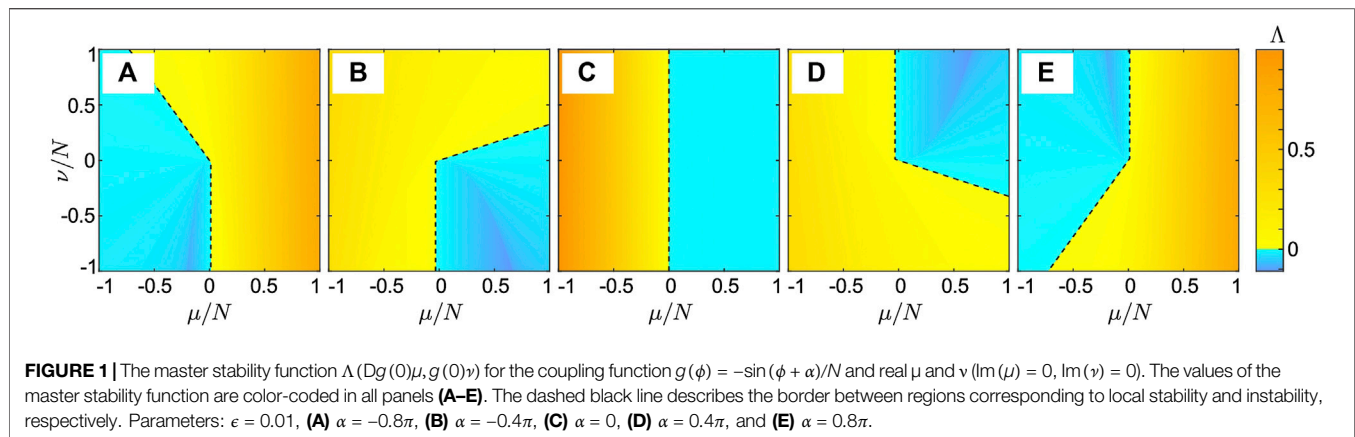 Λ
A
B
C
D
E
1
0.5
0
-0.5
-1
ν/N
0.5
0
-1 -0.5 0 0.5 1
-1 -0.5 0 0.5 1
-1 -0.5 0 0.5 1
-1 -0.5 0 0.5 1
-1 -0.5 0 0.5 1
μ/N
μ/N
μ/N
μ/N
μ/N
FIGURE 1 | The master stability function Λ(Dg(0)μ, g(0)ν) for the coupling function g(ϕ) = −sin(ϕ + α)/N and real μ and ν (Im(μ) = 0, Im(ν) = 0). The values of the
master stability function are color-coded in all panels (A–E). The dashed black line describes the border between regions corresponding to local stability and instability,
respectively. Parameters: ϵ = 0.01, (A) α = −0.8π, (B) α = −0.4π, (C) α = 0, (D) α = 0.4π, and (E) α = 0.8π.